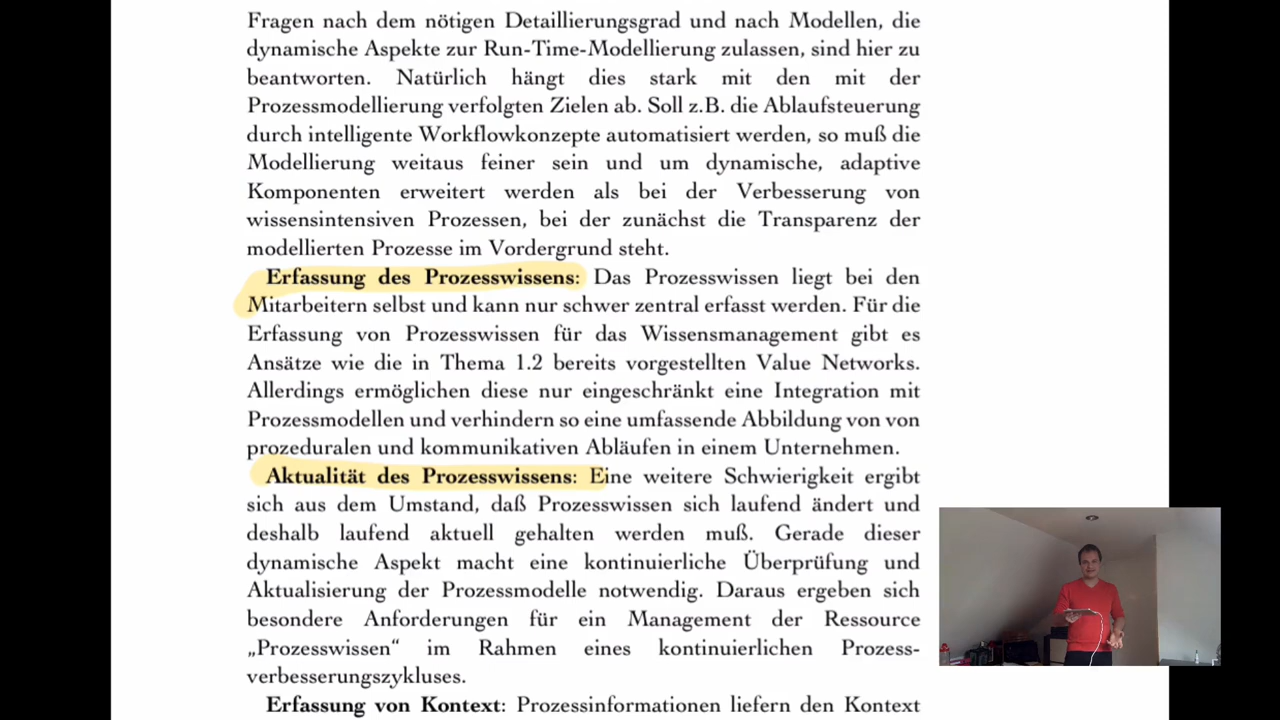 Fragen nach dem nötigen Detaillierungsgrad und nach Modellen, die
dynamische Aspekte zur Run-Time-Modellierung zulassen, sind hier zu
beantworten. Natürlich hängt dies stark mit den mit der
Prozessmodellierung verfolgten Zielen ab. Soll z.B. die Ablaufsteuerung
durch intelligente Workflowkonzepte automatisiert werden, so muß die
Modellierung weitaus feiner sein und um dynamische, adaptive
Komponenten erweitert werden als bei der Verbesserung von
wissensintensiven Prozessen, bei der zunächst die Transparenz der
modellierten Prozesse im Vordergrund steht.
Erfassung des Prozesswissens: Das Prozesswissen liegt bei den
Mitarbeitern selbst und kann nur schwer zentral erfasst werden. Für die
Erfassung von Prozesswissen für das Wissensmanagement gibt es
Ansätze wie die in Thema 1.2 bereits vorgestellten Value Networks.
Allerdings ermöglichen diese nur eingeschränkt eine Integration mit
Prozessmodellen und verhindern so eine umfassende Abbildung von von
prozeduralen und kommunikativen Abläufen in einem Unternehmen.
Aktualität des Prozesswissens: Eine weitere Schwierigkeit ergibt
sich aus dem Umstand, daß Prozesswissen sich laufend ändert und
deshalb laufend aktuell gehalten werden muß. Gerade dieser
dynamische Aspekt macht eine kontinuierliche Überprüfung und
Aktualisierung der Prozessmodelle notwendig. Daraus ergeben sich
besondere Anforderungen für ein Management der Ressource
„Prozesswissen“ im Rahmen eines kontinuierlichen Prozess-
verbesserungszykluses.
Erfassung von Kontext: Prozessinformationen liefern den Kontext